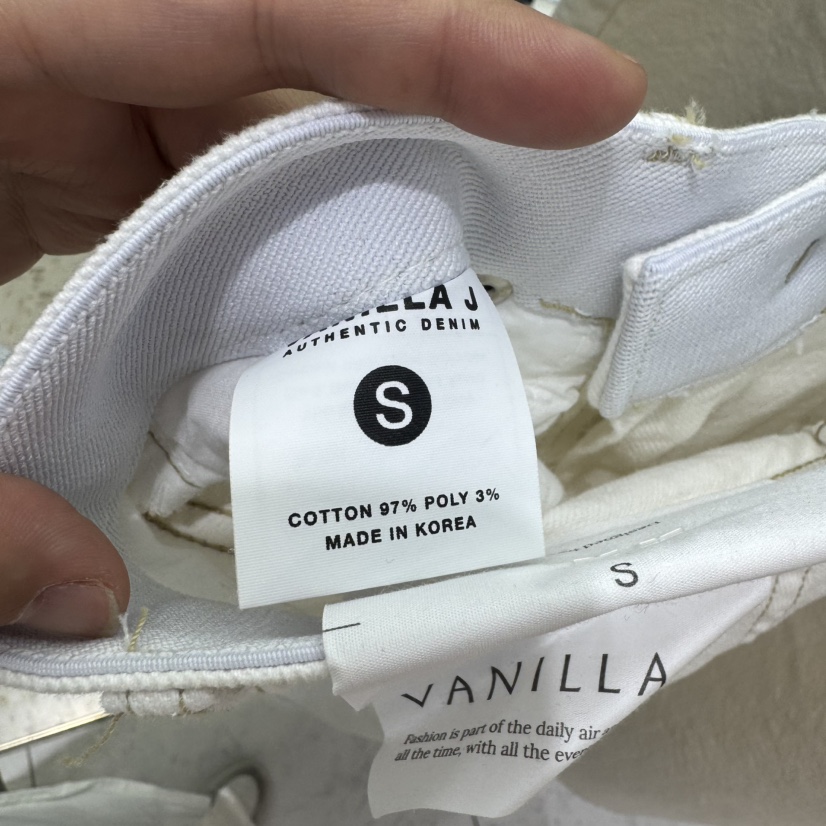 VANILLA J
AUTHENTIC DENIM
S
COTTON 97% POLY 3%
MADE IN KOREA
S
VANILLA
Fashion is part of the daily air
all the time, with all the